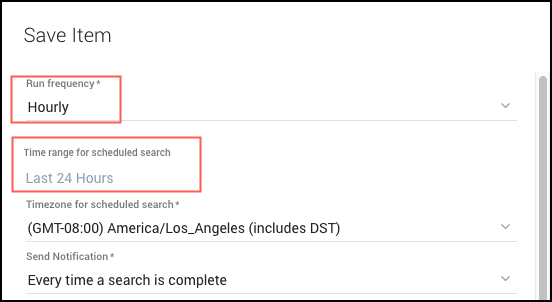 Save Item
Run frequency *
Hourly
Time range for scheduled search
Last 24 Hours
Timezone for scheduled search *
(GMT-08:00) America/Los_Angeles (includes DST)
Send Notification *
Every time a search is complete